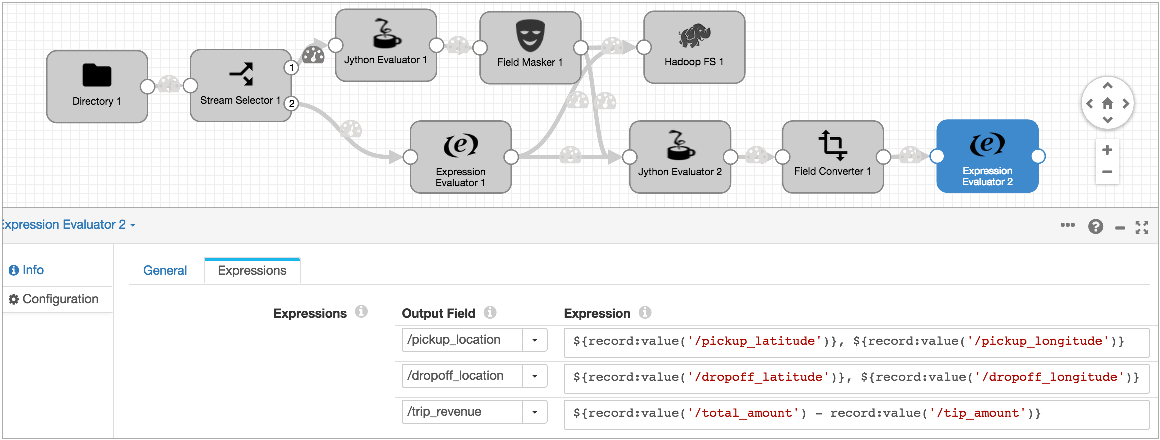 Directory 1
Stream Selector 1
1
2
Jython Evaluator 1
Field Masker 1
Hadoop FS 1
Expression
Evaluator 1
Jython Evaluator 2
Field Converter 1
Expression
Evaluator 2
Expression Evaluator 2
Info
Configuration
General
Expressions
Expressions
Output Field
Expression
/pickup_location
${record:value('/pickup_latitude')}, ${record:value('/pickup_longitude')}
/dropoff_location
${record:value('/dropoff_latitude')}, ${record:value('/dropoff_longitude')}
/trip_revenue
${record:value('/total_amount') - record:value('/tip_amount')}